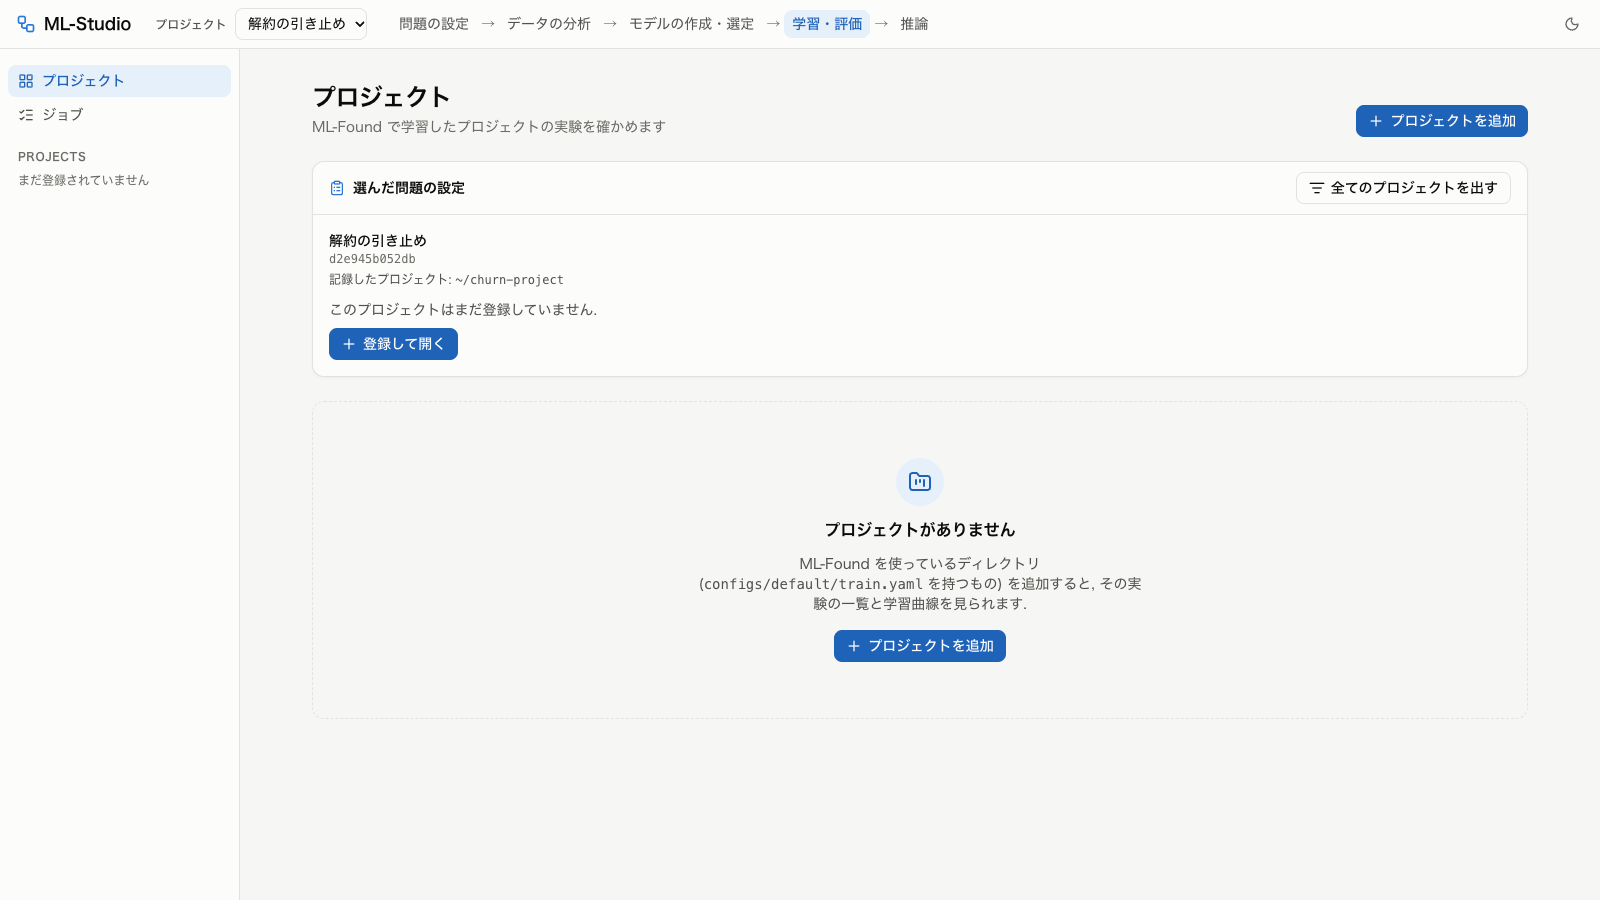 ML-Studio
プロジェクト
解約の引き止め
問題の設定 → データの分析 → モデルの作成・選定 → 学習・評価 → 推論
プロジェクト
ジョブ
PROJECTS
まだ登録されていません
プロジェクト
ML-Found で学習したプロジェクトの実験を確かめます
プロジェクトを追加
選んだ問題の設定
全てのプロジェクトを出す
解約の引き止め
d2e945b052db
記録したプロジェクト: ~/churn-project
このプロジェクトはまだ登録していません.
登録して開く
プロジェクトがありません
ML-Found を使っているディレクトリ
(configs/default/train.yaml を持つもの) を追加すると, その実
験の一覧と学習曲線を見られます.
プロジェクトを追加